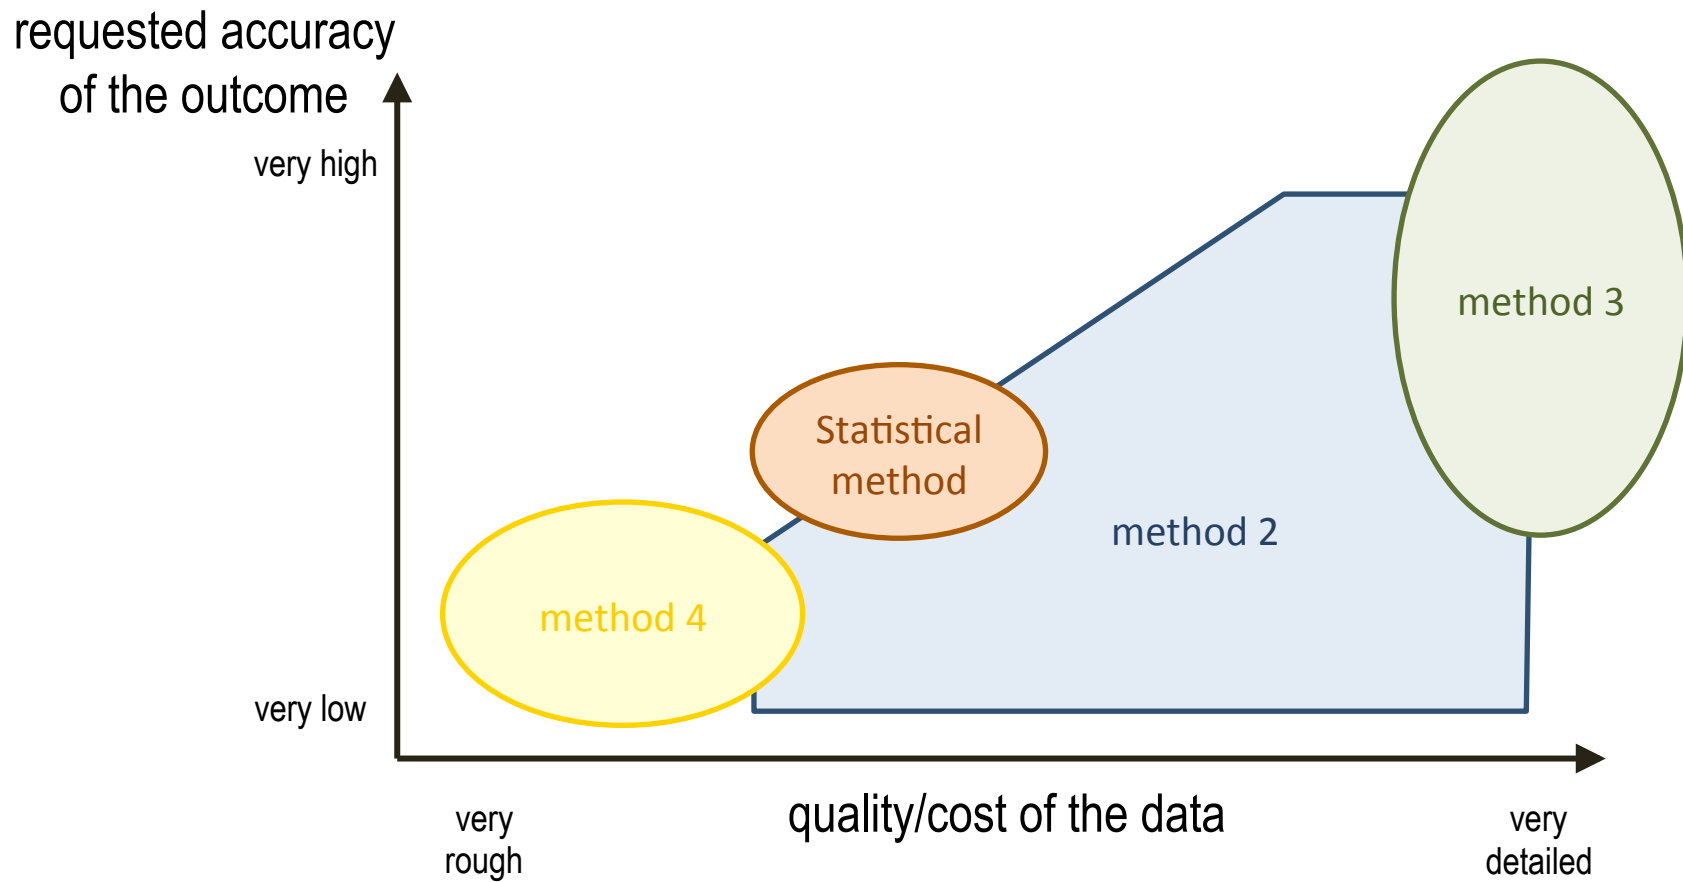 requested accuracy
of the outcome
very high
method 3
Statistical
method
method 2
method 4
very low
quality/cost of the data
very
rough
very
detailed